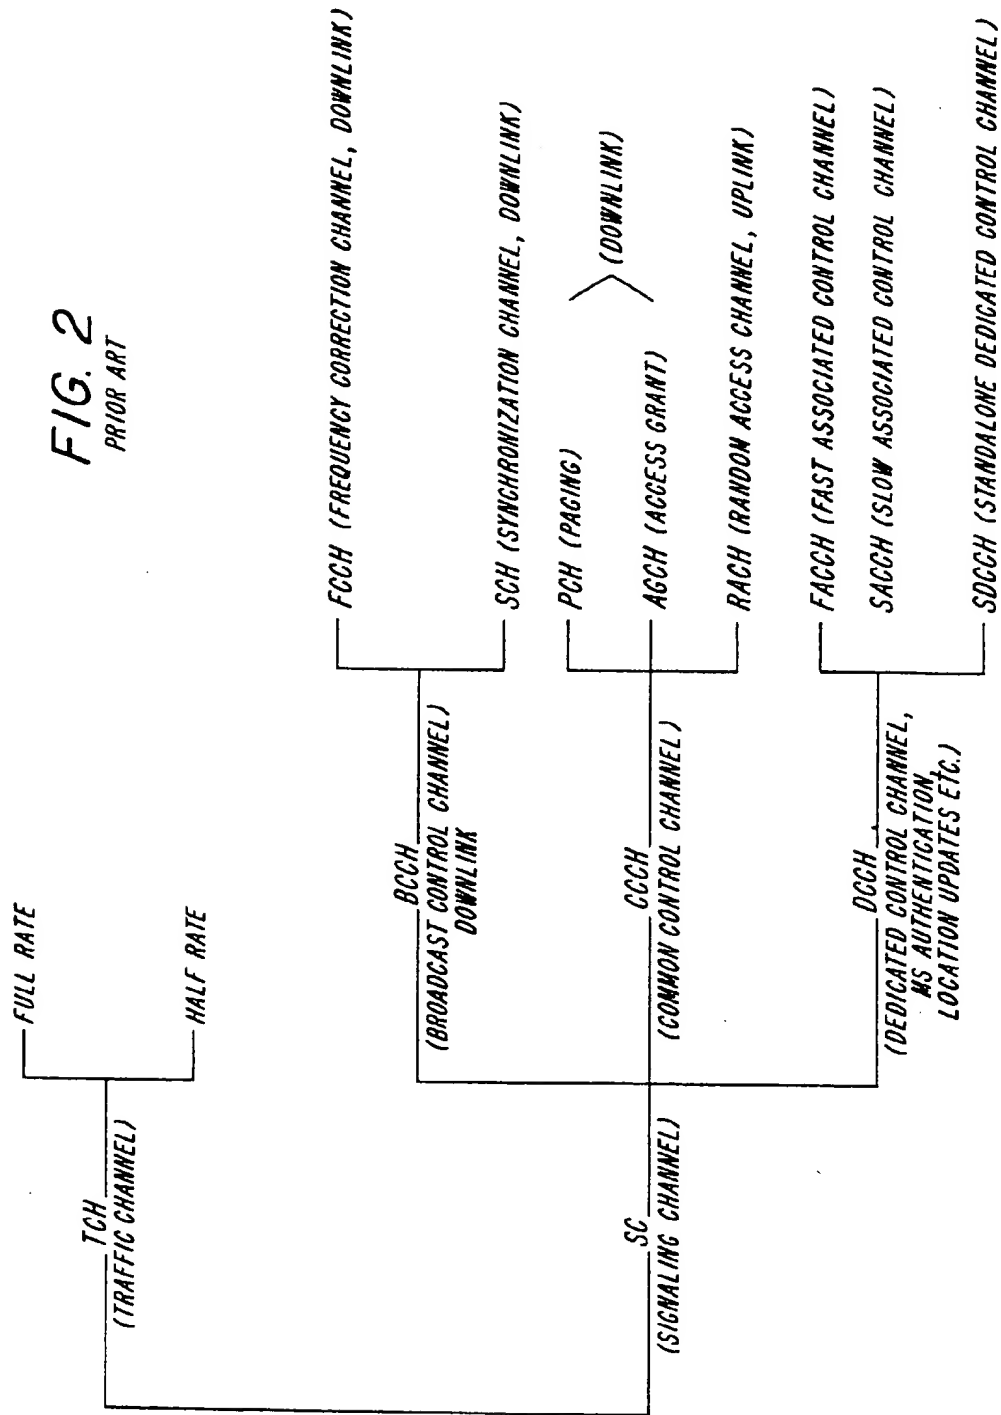 FIG. 2
PRIOR ART
TCH
(TRAFFIC CHANNEL)
FULL RATE
HALF RATE
SC
(SIGNALING CHANNEL)
BCCH
(BROADCAST CONTROL CHANNEL)
DOWNLINK
FCCH (FREQUENCY CORRECTION CHANNEL, DOWNLINK)
SCH (SYNCHRONIZATION CHANNEL, DOWNLINK)
CCCH
(COMMON CONTROL CHANNEL)
PCH (PAGING)
AGCH (ACCESS GRANT)
(DOWNLINK)
RACH (RANDOM ACCESS CHANNEL, UPLINK)
DCCH
(DEDICATED CONTROL CHANNEL,
MS AUTHENTICATION,
LOCATION UPDATES ETC.)
FACCH (FAST ASSOCIATED CONTROL CHANNEL)
SACCH (SLOW ASSOCIATED CONTROL CHANNEL)
SDCCH (STANDALONE DEDICATED CONTROL CHANNEL)